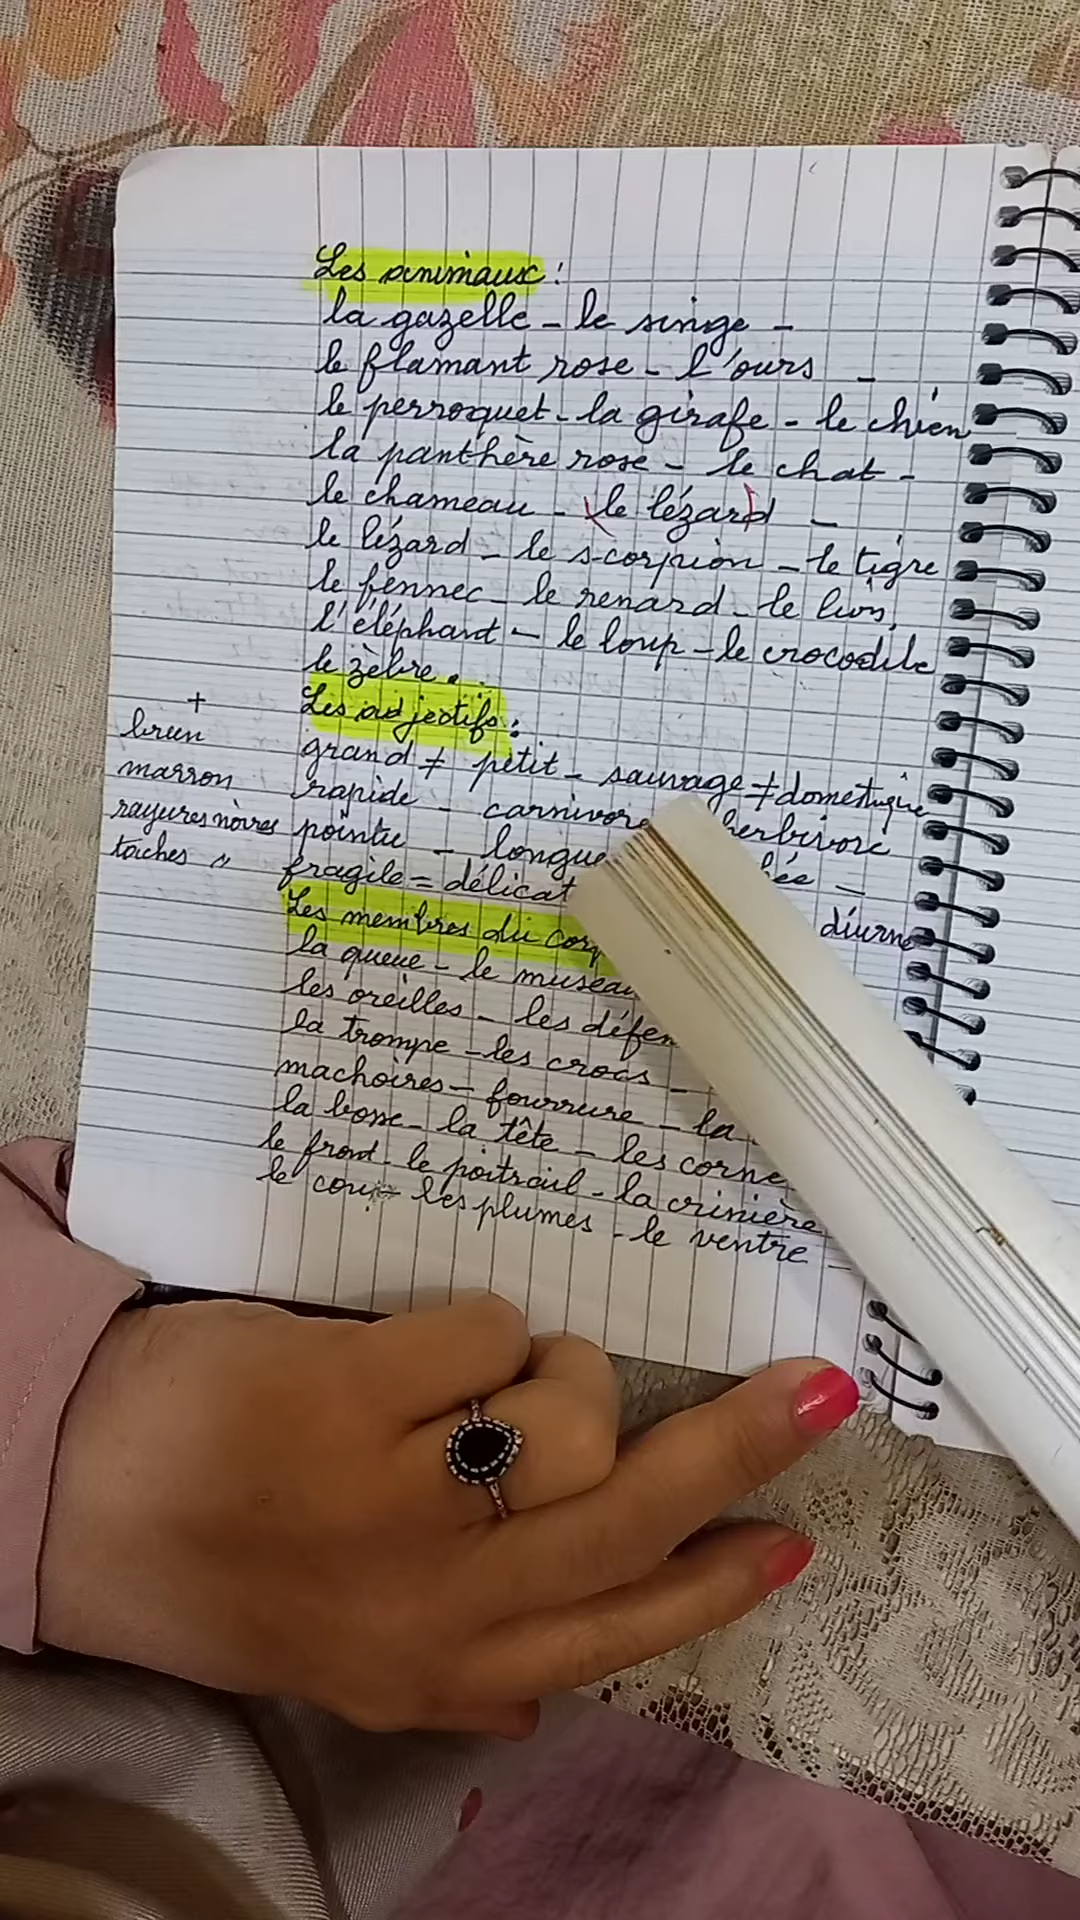 Les animaux :
la gazelle - le singe -
le flamant rose - l'ours -
le perroquet - la girafe - le chien
la panthère rose - le chat -
le chameau - (le lézard) -
le lézard - le scorpion - le tigre
le fennec - le renard - le lion,
l'éléphant - le loup - le crocodile
le zèbre.
Les adjectifs :
grand ≠ petit - sauvage ≠ domestique
rapide - carnivore herbivore
pointu - longue
fragile = délicat diurne
+
brun
marron
rayures noires
taches "
Les membres du
la queue - le museau
les oreilles - les
la trompe - les crocs -
machoires - fourrure - la
la bosse - la tête - les
le front - le poitrail - la crinière
le cou - les plumes - le ventre -